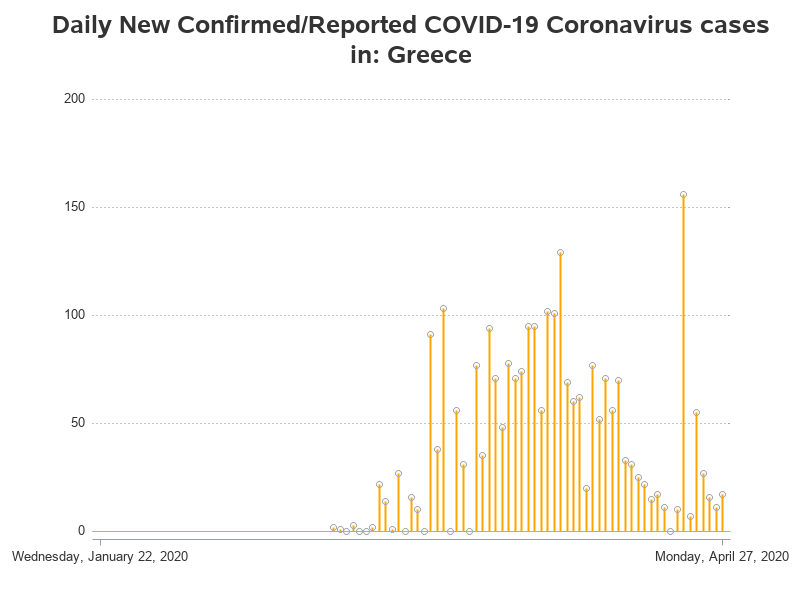 Daily New Confirmed/Reported COVID-19 Coronavirus cases
in: Greece
200
150
100
50
0
Wednesday, January 22, 2020
Monday, April 27, 2020